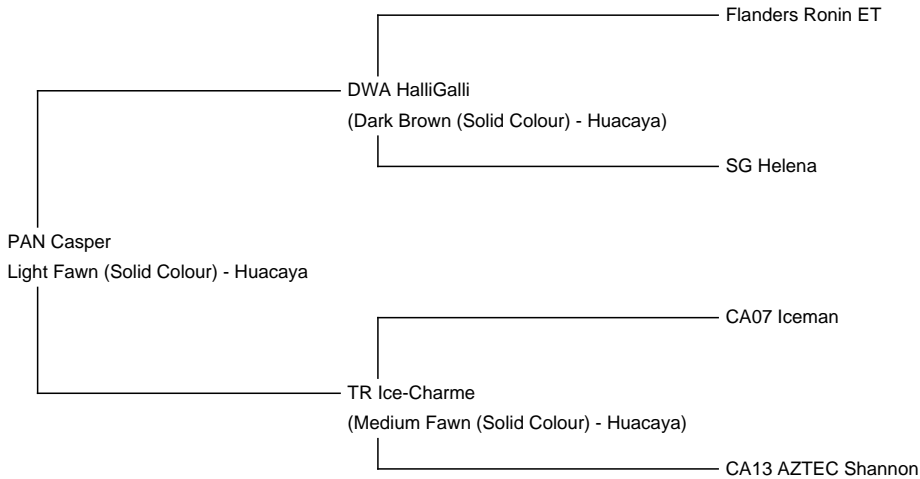 Flanders Ronin ET
DWA HalliGalli
(Dark Brown (Solid Colour) - Huacaya)
SG Helena
PAN Casper
Light Fawn (Solid Colour) - Huacaya
CA07 Iceman
TR Ice-Charme
(Medium Fawn (Solid Colour) - Huacaya)
CA13 AZTEC Shannon